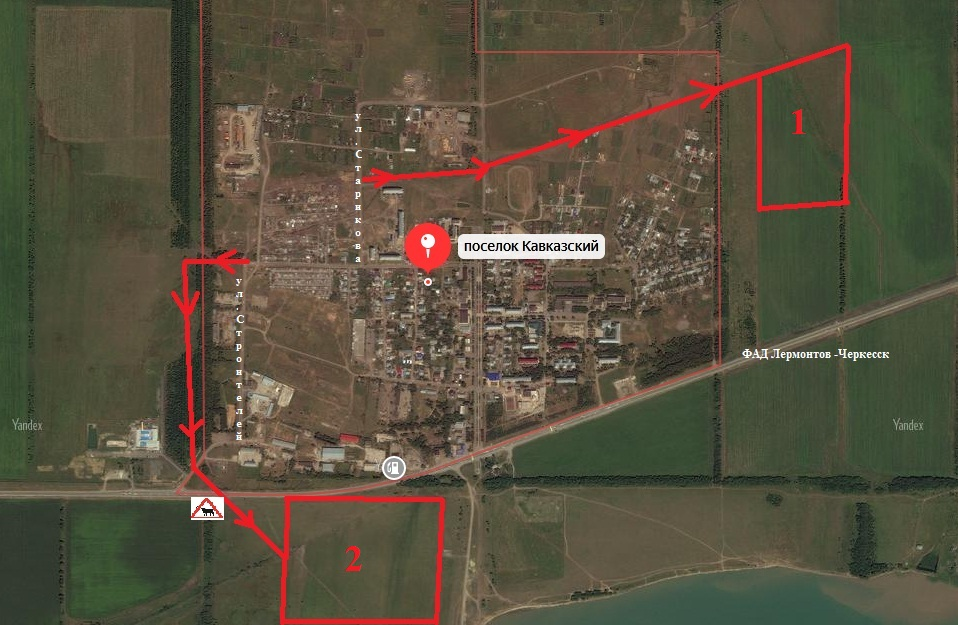 1
ул.Старикова
поселок Кавказский
ул.Строителей
ФАД Лермонтов -Черкесск
Yandex
Yandex
2